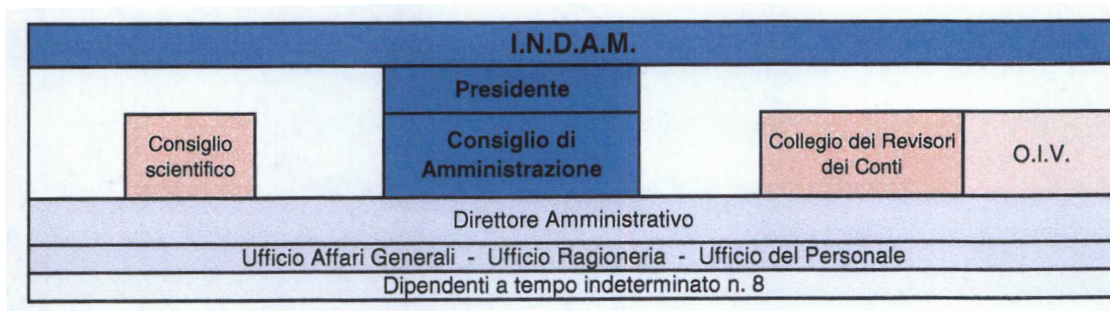 I.N.D.A.M.
Presidente
Consiglio
scientifico
Consiglio di
Amministrazione
Collegio dei Revisori
dei Conti
O.I.V.
Direttore Amministrativo
Ufficio Affari Generali - Ufficio Ragioneria - Ufficio del Personale
Dipendenti a tempo indeterminato n. 8